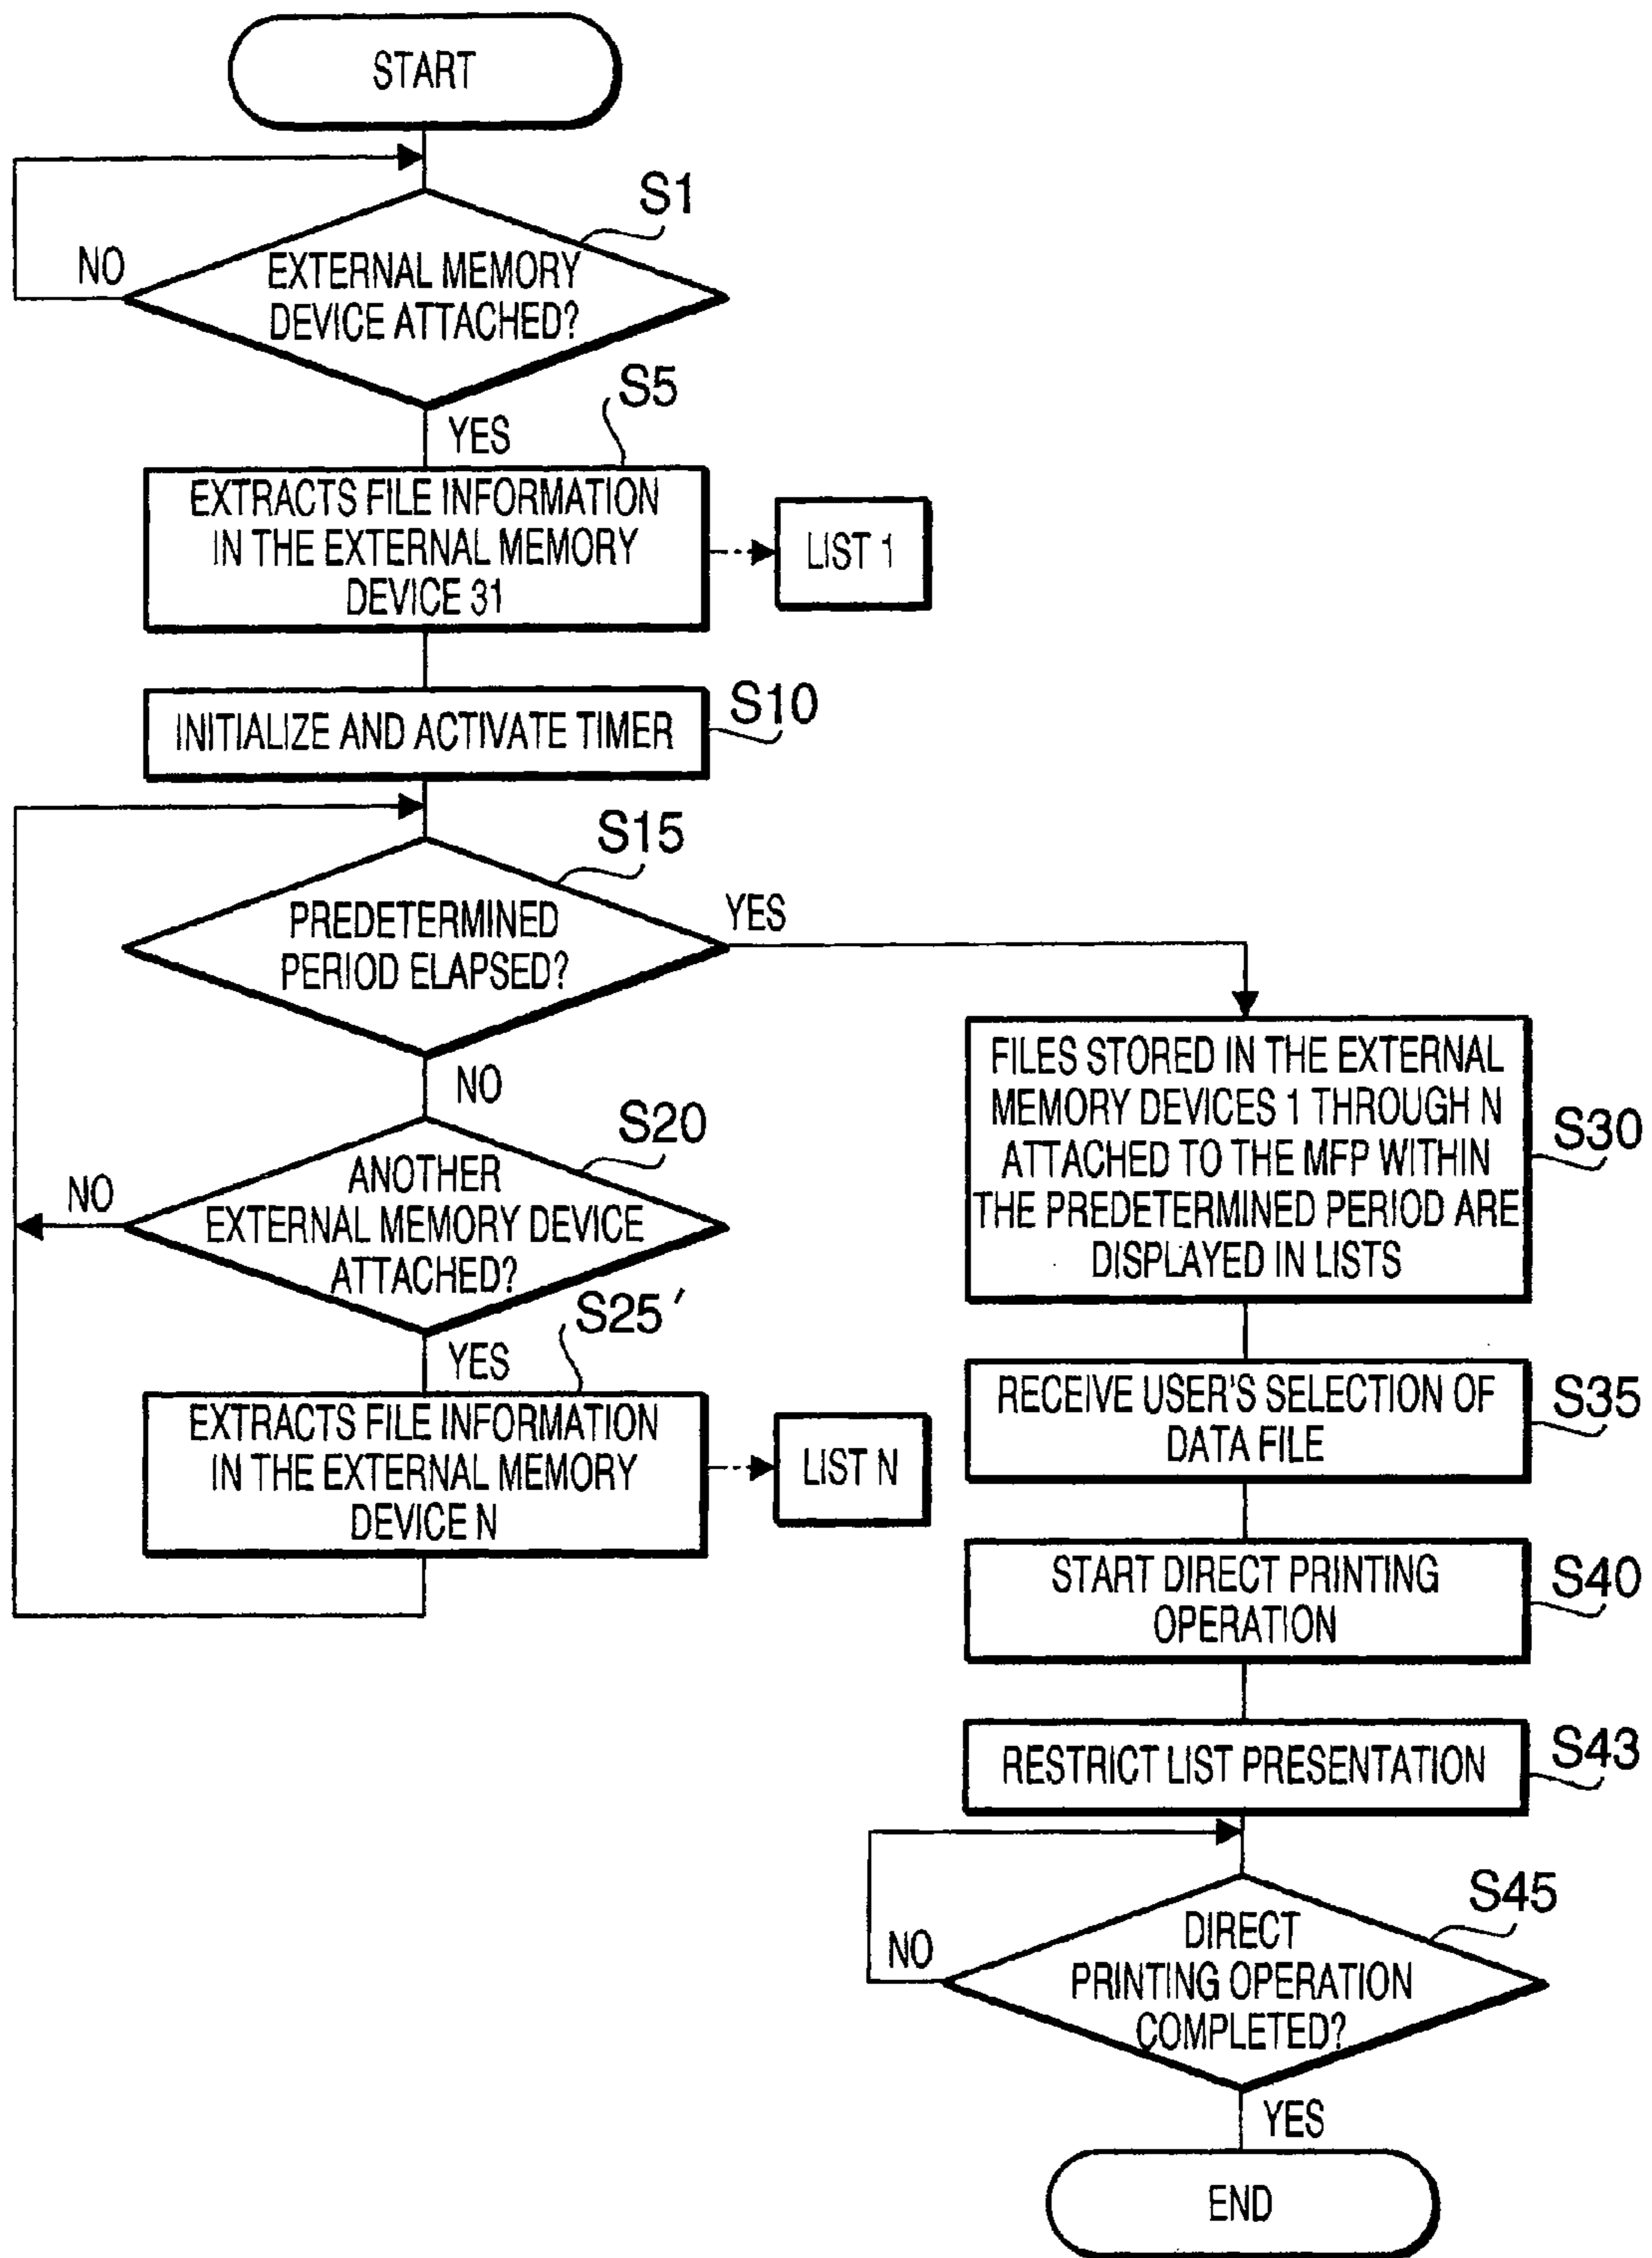 START
S1
NO
EXTERNAL MEMORY
DEVICE ATTACHED?
S5
YES
EXTRACTS FILE INFORMATION
IN THE EXTERNAL MEMORY
DEVICE 31
LIST 1
S10
INITIALIZE AND ACTIVATE TIMER
S15
PREDETERMINED
PERIOD ELAPSED?
YES
NO
S20
NO
ANOTHER
EXTERNAL MEMORY DEVICE
ATTACHED?
S25'
YES
EXTRACTS FILE INFORMATION
IN THE EXTERNAL MEMORY
DEVICE N
LIST N
FILES STORED IN THE EXTERNAL
MEMORY DEVICES 1 THROUGH N
ATTACHED TO THE MFP WITHIN
THE PREDETERMINED PERIOD ARE
DISPLAYED IN LISTS
S30
RECEIVE USER'S SELECTION OF
DATA FILE
S35
START DIRECT PRINTING
OPERATION
S40
RESTRICT LIST PRESENTATION
S43
S45
NO
DIRECT
PRINTING OPERATION
COMPLETED?
YES
END